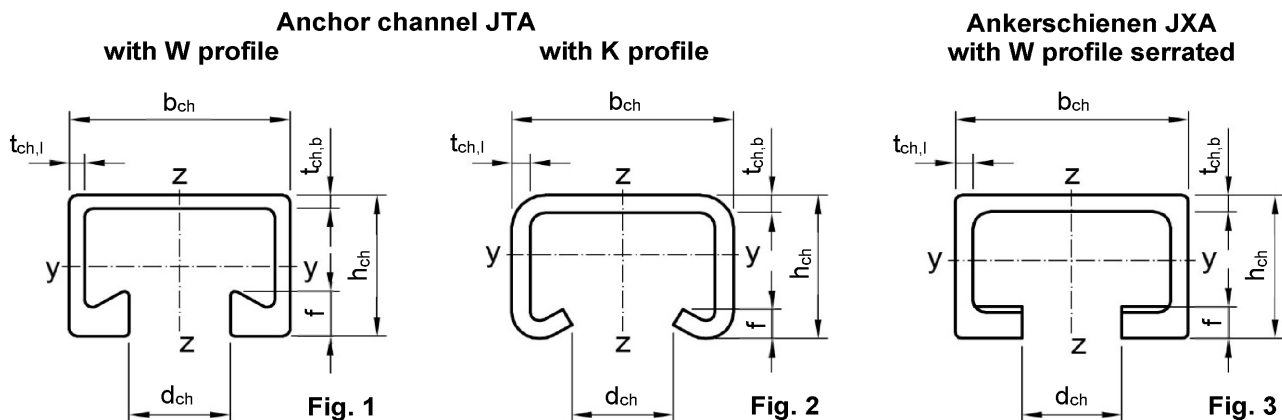 Anchor channel JTA
with W profile
with K profile
Ankerschienen JXA
with W profile serrated
bch
tch,l
tch,b
z
y
y
hch
f
z
dch
Fig. 1
bch
tch,l
tch,b
z
y
y
hch
f
z
dch
Fig. 2
bch
tch,l
tch,b
z
y
y
hch
f
z
dch
Fig. 3